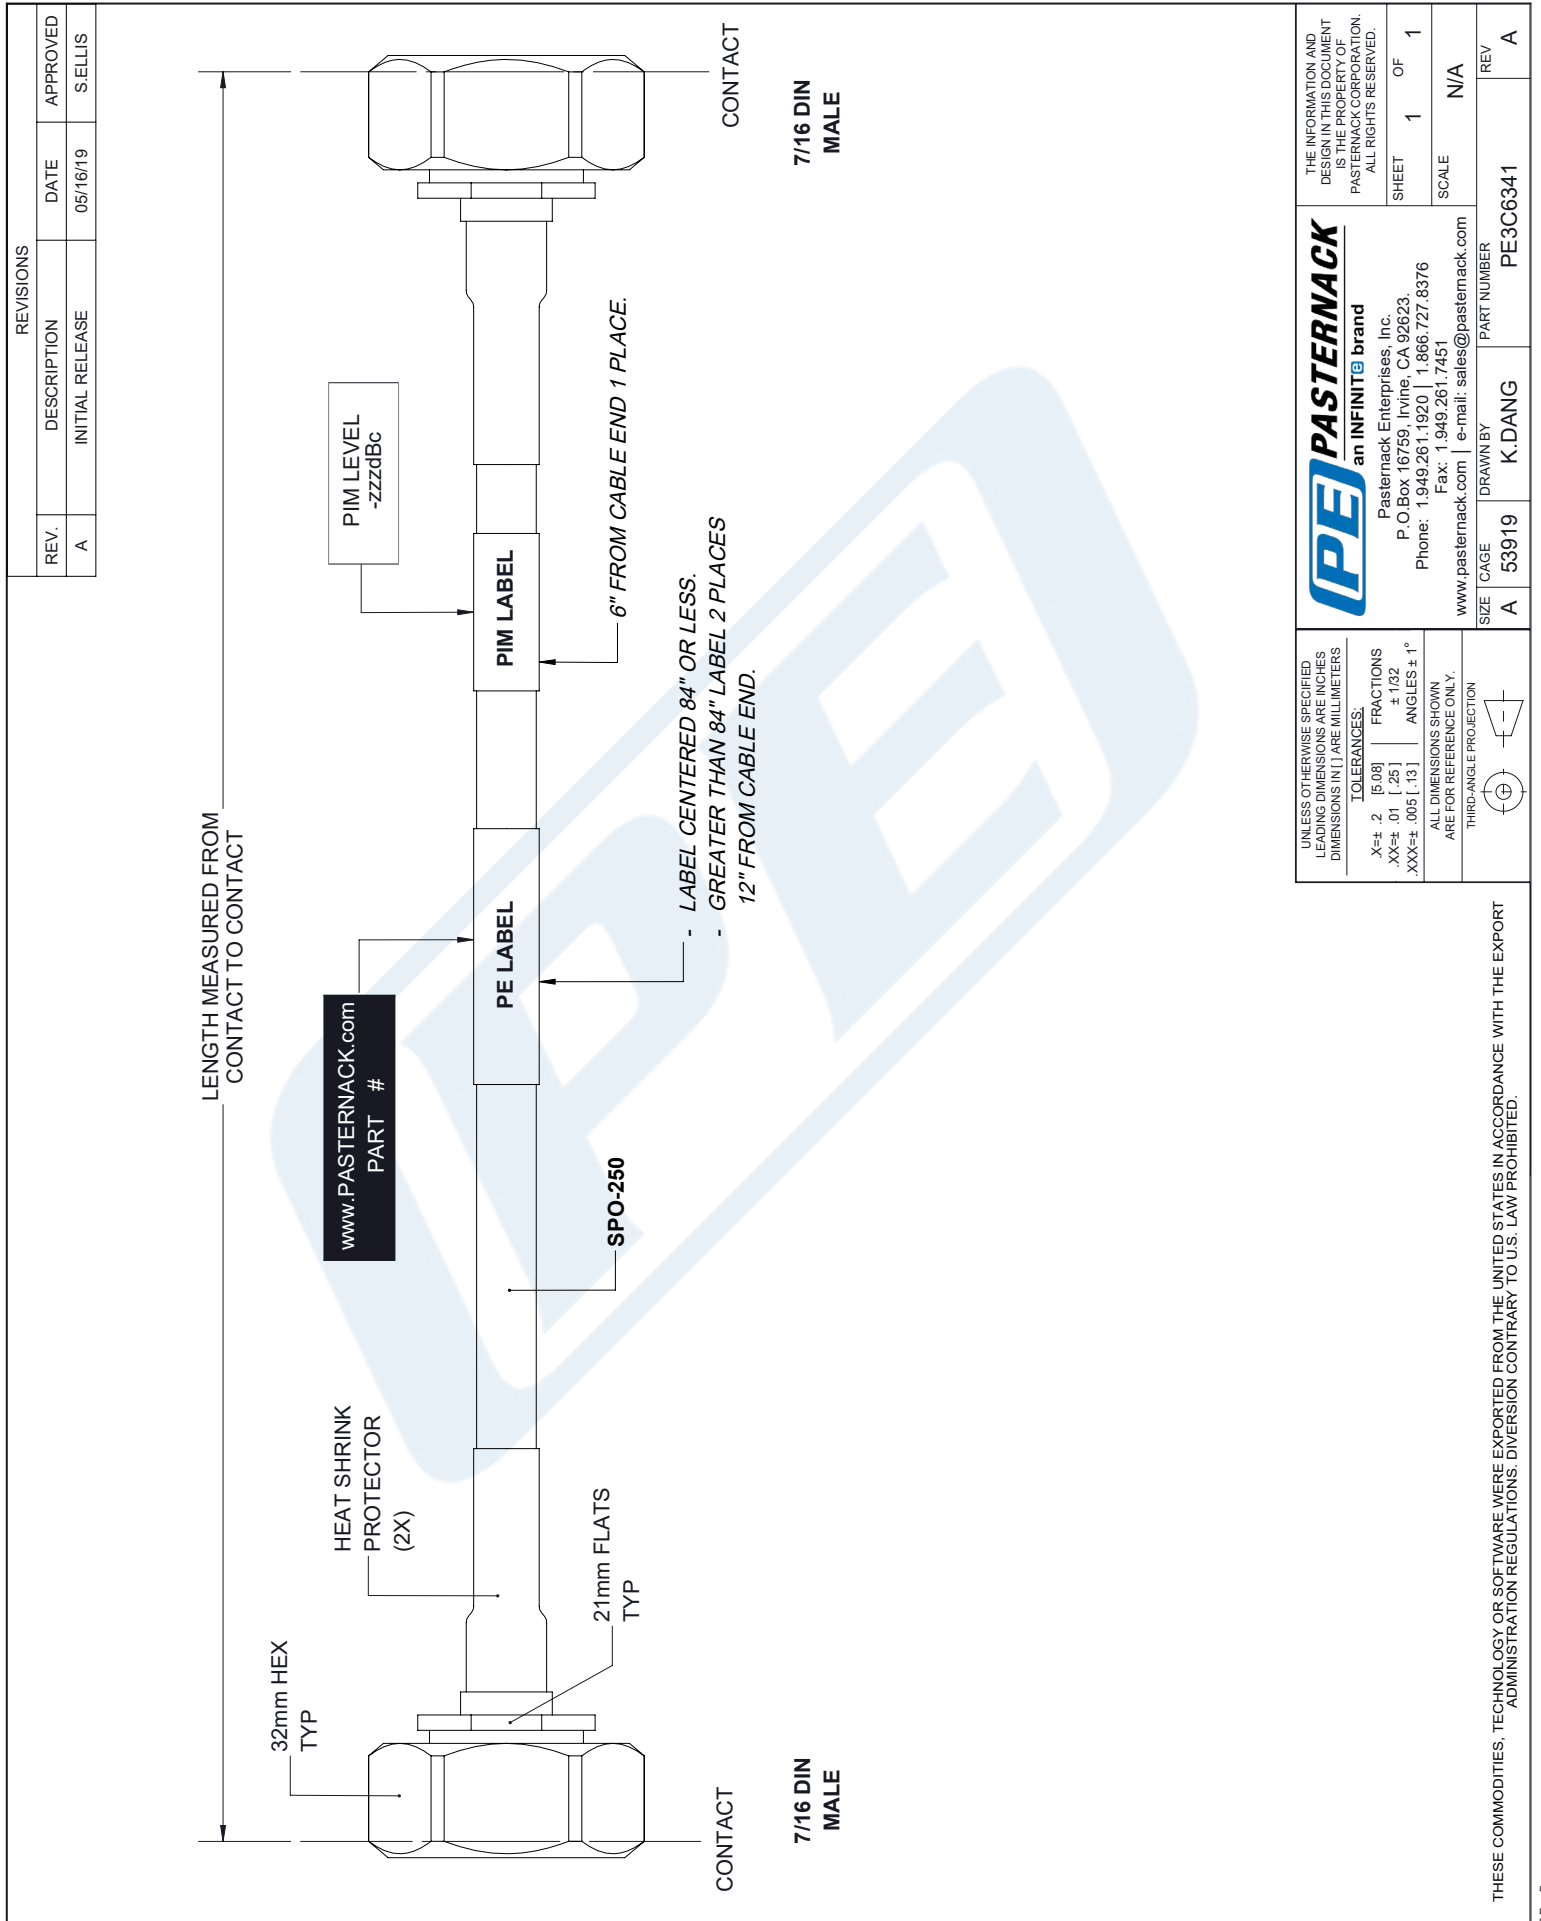 REVISIONS
REV. DESCRIPTION DATE APPROVED
A INITIAL RELEASE 05/16/19 S.ELLIS
LENGTH MEASURED FROM
CONTACT TO CONTACT
32mm HEX
TYP
HEAT SHRINK
PROTECTOR
(2X)
www.PASTERNACK.com
PART #
PIM LEVEL
-zzzdBc
PE LABEL
PIM LABEL
21mm FLATS
TYP
SPO-250
6" FROM CABLE END 1 PLACE.
- LABEL CENTERED 84" OR LESS.
- GREATER THAN 84" LABEL 2 PLACES
12" FROM CABLE END.
CONTACT
7/16 DIN
MALE
CONTACT
7/16 DIN
MALE
PE
UNLESS OTHERWISE SPECIFIED
LEADING DIMENSIONS ARE INCHES
DIMENSIONS IN [ ] ARE MILLIMETERS
TOLERANCES:
.X=± .2 [5.08] FRACTIONS
.XX=± .01 [ .25] ± 1/32
.XXX=± .005 [ .13] ANGLES ± 1°
ALL DIMENSIONS SHOWN
ARE FOR REFERENCE ONLY.
THIRD-ANGLE PROJECTION
PE PASTERNACK
an INFINITe brand
Pasternack Enterprises, Inc.
P.O.Box 16759, Irvine, CA 92623.
Phone: 1.949.261.1920 | 1.866.727.8376
Fax: 1.949.261.7451
www.pasternack.com | e-mail: sales@pasternack.com
THE INFORMATION AND
DESIGN IN THIS DOCUMENT
IS THE PROPERTY OF
PASTERNACK CORPORATION.
ALL RIGHTS RESERVED.
SHEET 1 OF 1
SCALE N/A
SIZE A
CAGE 53919
DRAWN BY K.DANG
PART NUMBER PE3C6341
REV A
THESE COMMODITIES, TECHNOLOGY OR SOFTWARE WERE EXPORTED FROM THE UNITED STATES IN ACCORDANCE WITH THE EXPORT
ADMINISTRATION REGULATIONS. DIVERSION CONTRARY TO U.S. LAW PROHIBITED.